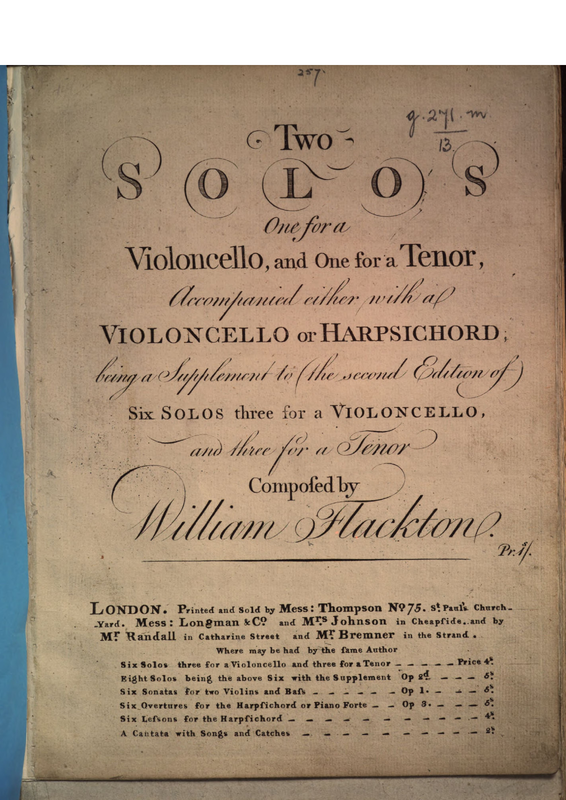 257.
g.271.m
13.
Two
SOLOS
One for a
Violoncello, and One for a Tenor,
Accompanied either with a
VIOLONCELLO or HARPSICHORD;
being a Supplement to (the second Edition of)
Six SOLOS three for a VIOLONCELLO,
and three for a Tenor
Compoſed by
William Flackton.
Pr. 1s/.
LONDON. Printed and Sold by Meſs: Thompson No. 75. St. Paul's Church-
Yard. Meſs: Longman & Co. and Mrs Johnson in Cheapſide. and by
Mr. Randall in Catharine Street and Mr. Bremner in the Strand.
Where may be had by the ſame Author
Six Solos three for a Violoncello and three for a Tenor - - - - - Price 4s.
Eight Solos being the above Six with the Supplement Op 2d. - - - 5s.
Six Sonatas for two Violins and Baſs - - - - - Op 1. - - - 5s.
Six Overtures for the Harpſichord or Piano Forte - - Op 3. - - - 5s.
Six Leſsons for the Harpſichord - - - - - - - - - 4s.
A Cantata with Songs and Catches - - - - - - - - - 2s.